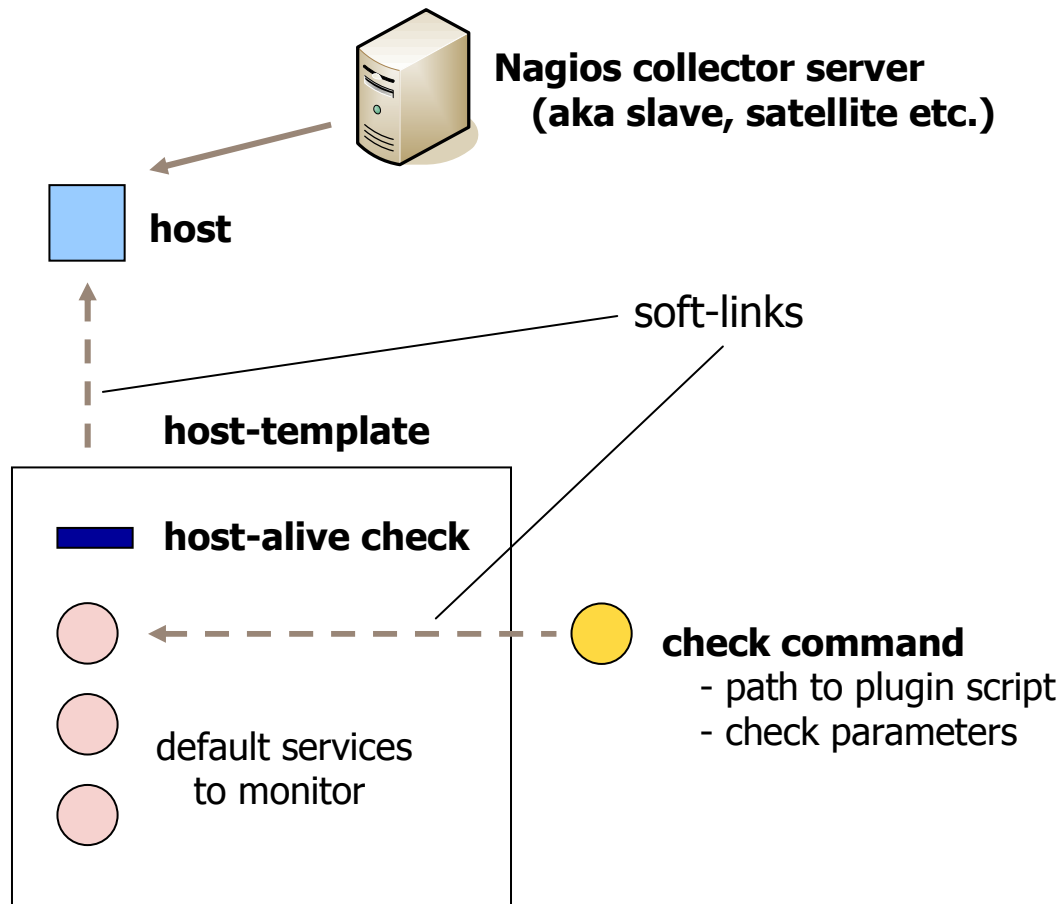 Nagios collector server
(aka slave, satellite etc.)
host
soft-links
host-template
host-alive check
check command
- path to plugin script
- check parameters
default services
to monitor